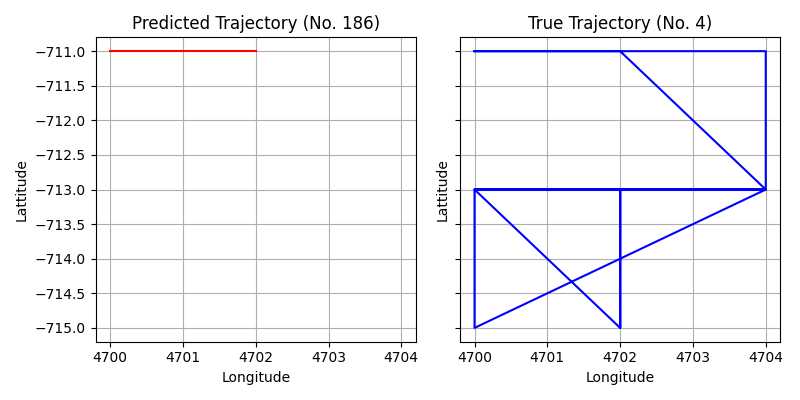 Predicted Trajectory (No. 186)
True Trajectory (No. 4)
−711.0
−711.5
−712.0
−712.5
−713.0
−713.5
−714.0
−714.5
−715.0
Lattitude
Lattitude
4700 4701 4702 4703 4704
4700 4701 4702 4703 4704
Longitude
Longitude